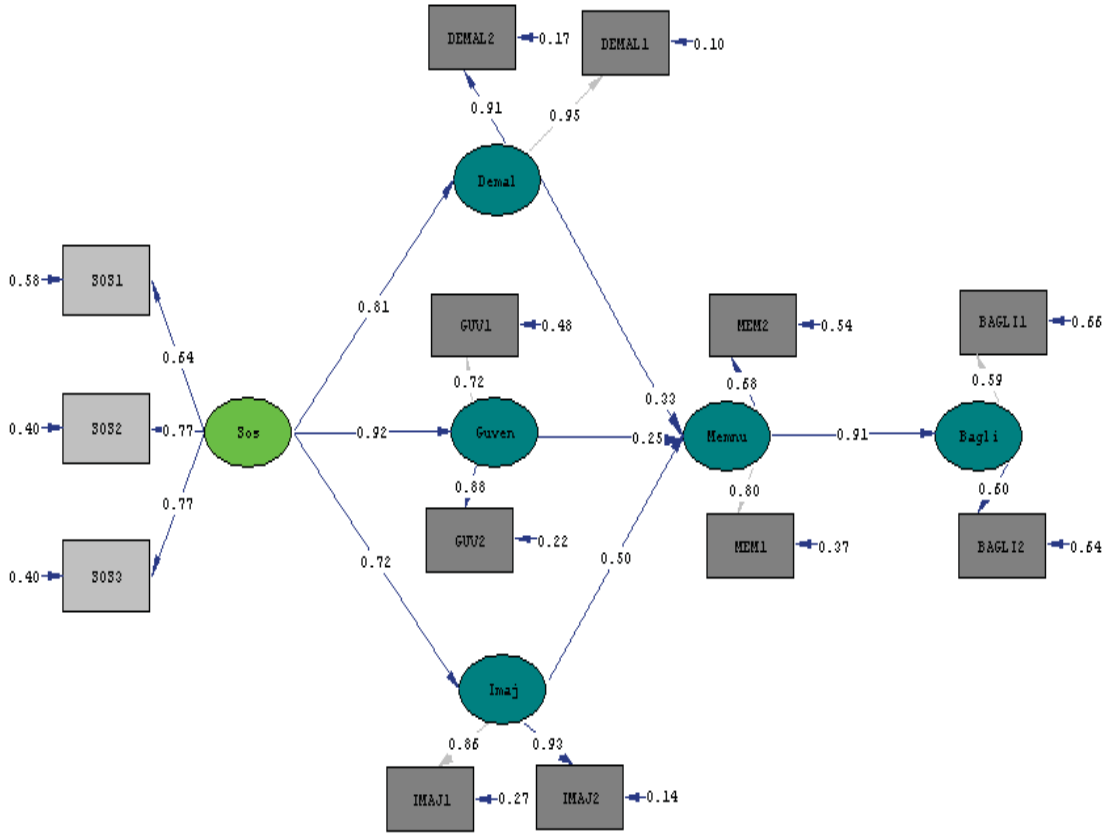 DEMAL2
0.17
DEMAL1
0.10
0.91
0.95
Demal
0.58
SOS1
0.64
0.81
GUV1
0.48
0.72
MEM2
0.54
0.68
BAGLI1
0.66
0.59
0.33
0.40
SOS2
0.77
Sos
0.92
Guven
0.25
Memnu
0.91
Bagli
0.77
0.88
GUV2
0.22
0.80
MEM1
0.37
0.60
BAGLI2
0.64
0.40
SOS3
0.72
0.50
Imaj
0.86
0.93
IMAJ1
0.27
IMAJ2
0.14